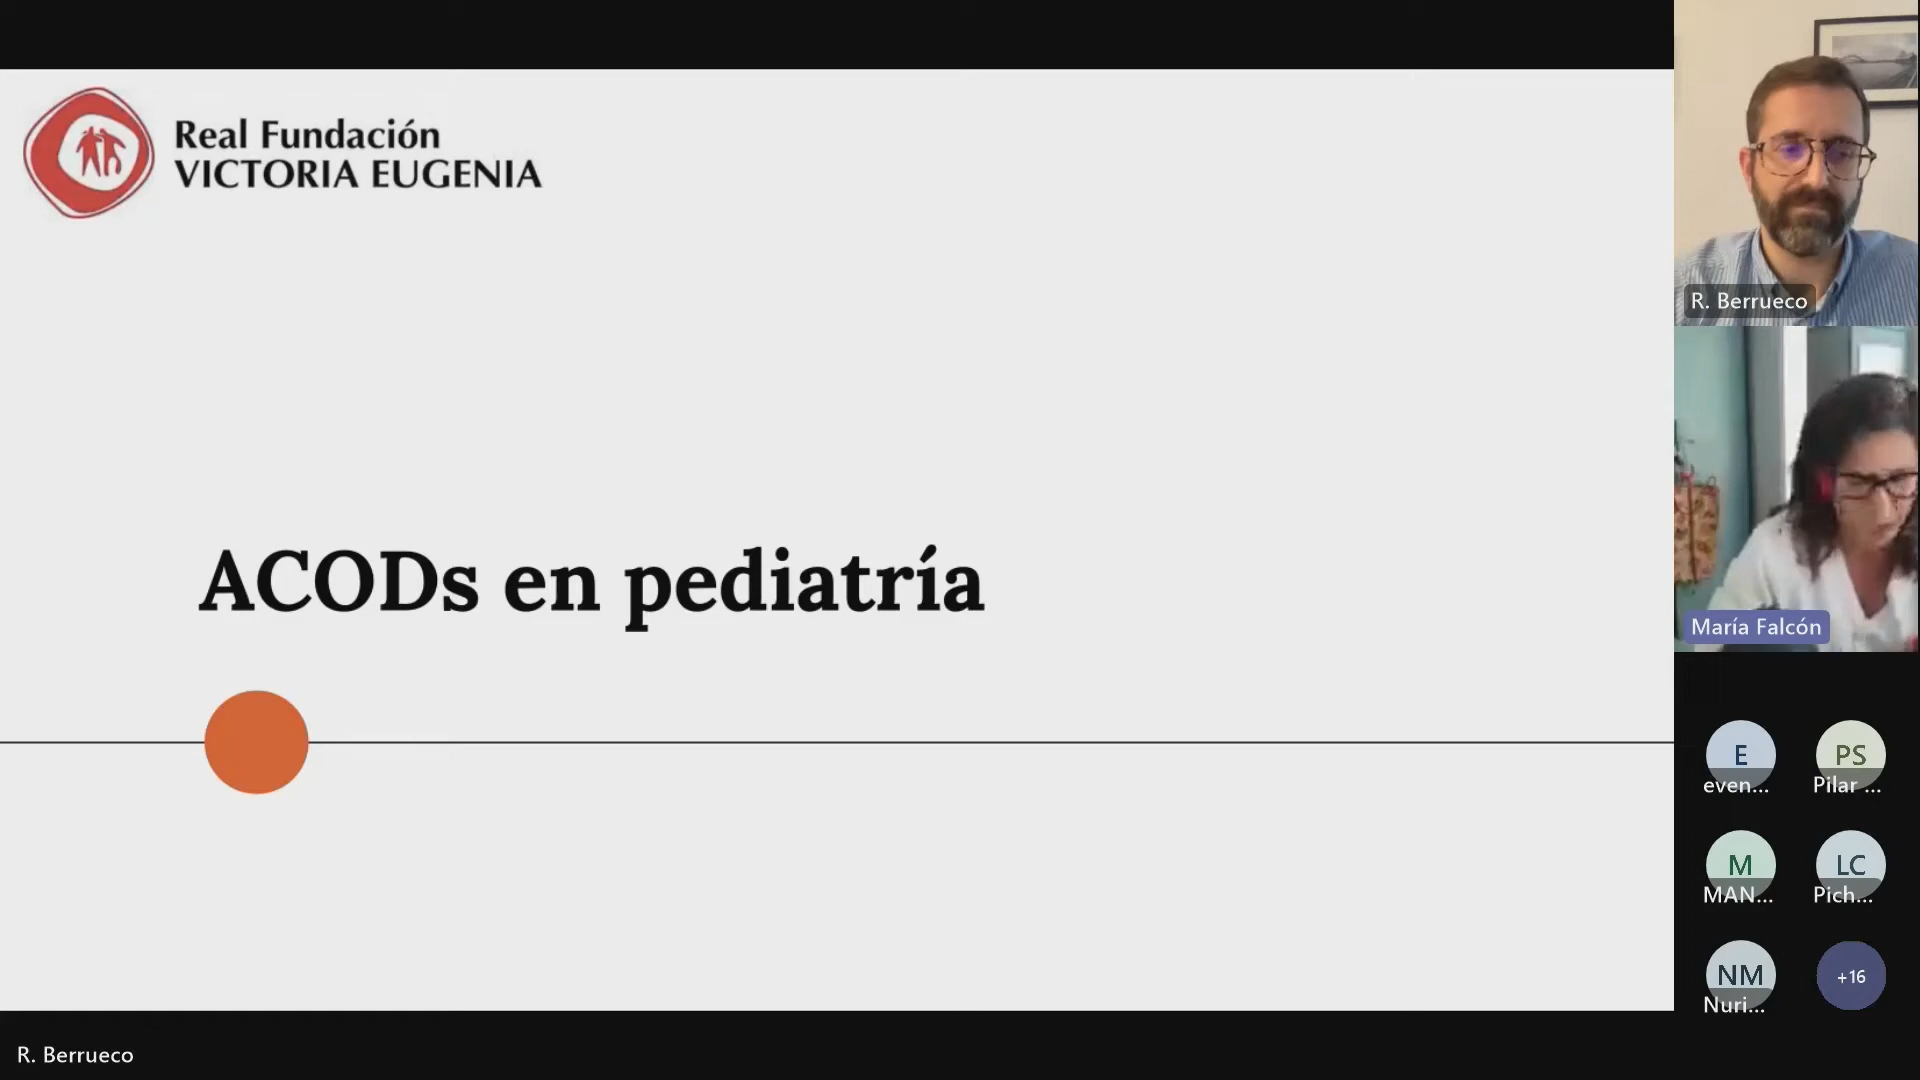 Real Fundación
VICTORIA EUGENIA
ACODs en pediatría
R. Berrueco
María Falcón
E
even...
PS
Pilar ...
M
MAN...
LC
Pich...
NM
Nuri...
+16
R. Berrueco